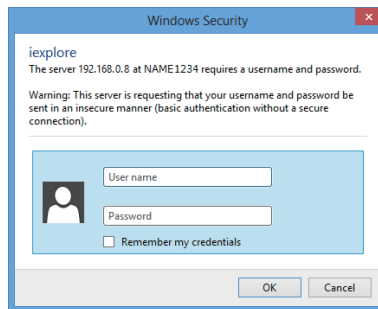 Windows Security
iexplore
The server 192.168.0.8 at NAME1234 requires a username and password.
Warning: This server is requesting that your username and password be
sent in an insecure manner (basic authentication without a secure
connection).
User name
Password
Remember my credentials
OK Cancel